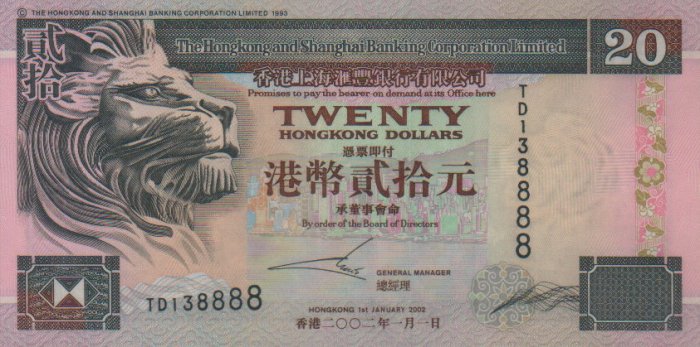 © THE HONGKONG AND SHANGHAI BANKING CORPORATION LIMITED 1993
貳拾
The Hongkong and Shanghai Banking Corporation Limited
20
香港上海滙豐銀行有限公司
Promises to pay the bearer on demand at its Office here
TWENTY
HONGKONG DOLLARS
憑票即付
港幣貳拾元
承董事會命
By order of the Board of Directors
TD138888
GENERAL MANAGER
總經理
TD138888
HONGKONG 1ST JANUARY 2002
香港二〇〇二年一月一日